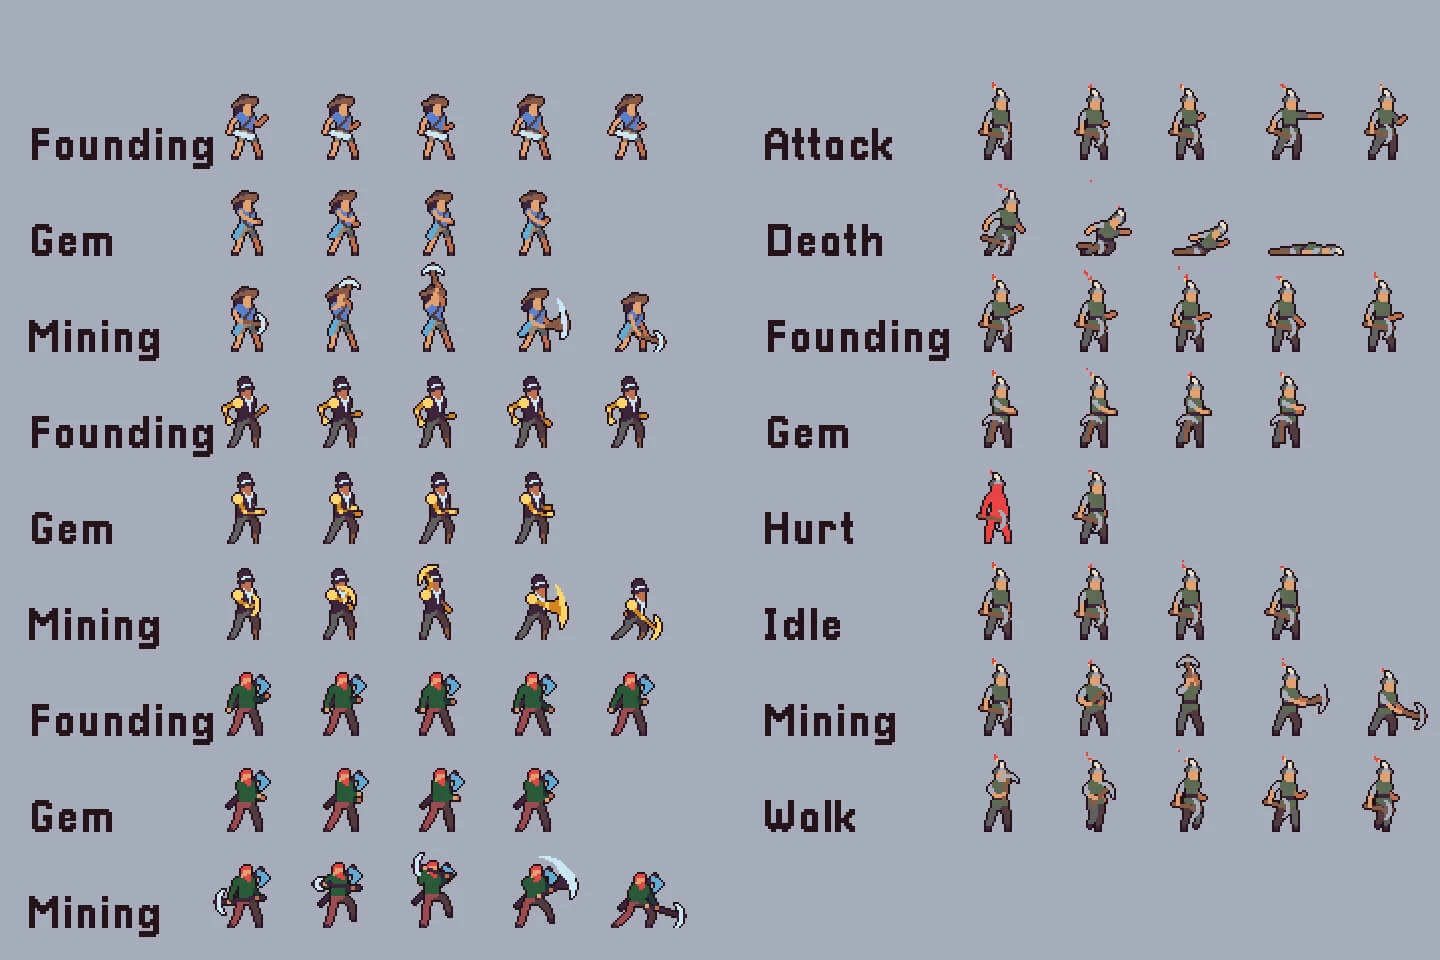 Founding
Gem
Mining
Founding
Gem
Mining
Founding
Gem
Mining
Attack
Death
Founding
Gem
Hurt
Idle
Mining
Walk